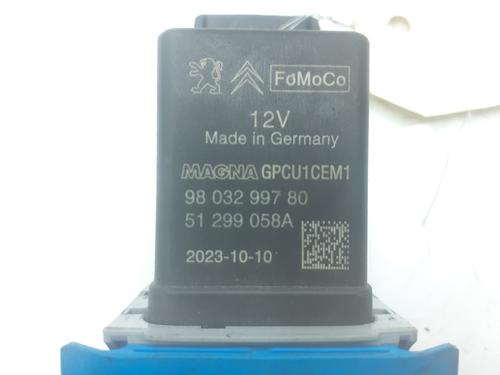 FoMoCo
12V
Made in Germany
MAGNA GPCU1CEM1
98 032 997 80
51 299 058A
2023-10-10